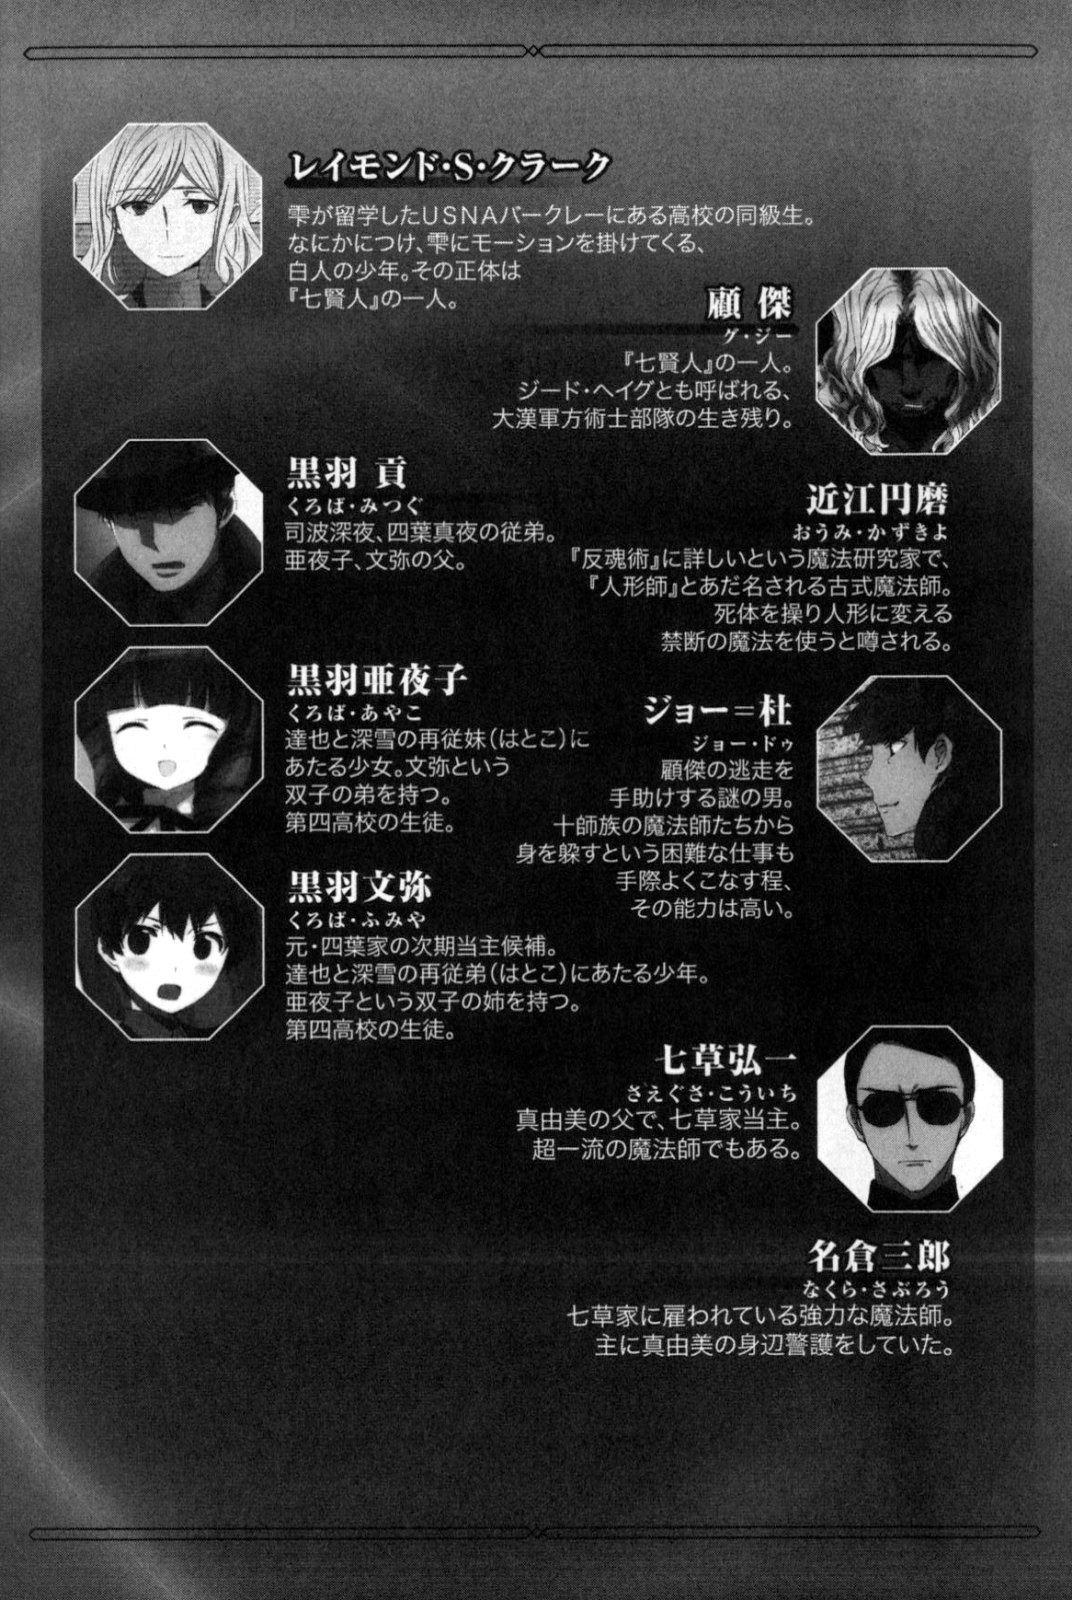 レイモンド・S・クラーク
雫が留学したUSNAバークレーにある高校の同級生。
なにかにつけ、雫にモーションを掛けてくる、
白人の少年。その正体は
『七賢人』の一人。
顧 傑
グ・ジー
『七賢人』の一人。
ジード・ヘイグとも呼ばれる、
大漢軍方術士部隊の生き残り。
黒羽 貢
くろば・みつぐ
司波深夜、四葉真夜の従弟。
亜夜子、文弥の父。
近江円磨
おうみ・かずきよ
『反魂術』に詳しいという魔法研究家で、
『人形師』とあだ名される古式魔法師。
死体を操り人形に変える
禁断の魔法を使うと噂される。
黒羽亜夜子
くろば・あやこ
達也と深雪の再従妹(はとこ)に
あたる少女。文弥という
双子の弟を持つ。
第四高校の生徒。
ジョー=杜
ジョー・ドゥ
顧傑の逃走を
手助けする謎の男。
十師族の魔法師たちから
身を躱すという困難な仕事も
手際よくこなす程、
その能力は高い。
黒羽文弥
くろば・ふみや
元・四葉家の次期当主候補。
達也と深雪の再従弟(はとこ)にあたる少年。
亜夜子という双子の姉を持つ。
第四高校の生徒。
七草弘一
さえぐさ・こういち
真由美の父で、七草家当主。
超一流の魔法師でもある。
名倉三郎
なくら・さぶろう
七草家に雇われている強力な魔法師。
主に真由美の身辺警護をしていた。